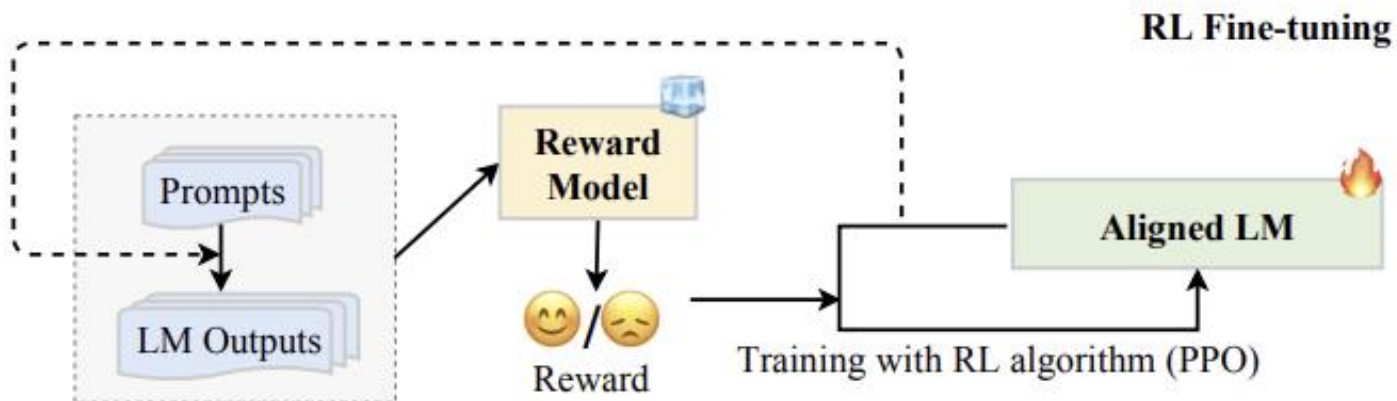 RL Fine-tuning
Reward
Model
Prompts
Aligned LM
LM Outputs
/
Reward
Training with RL algorithm (PPO)